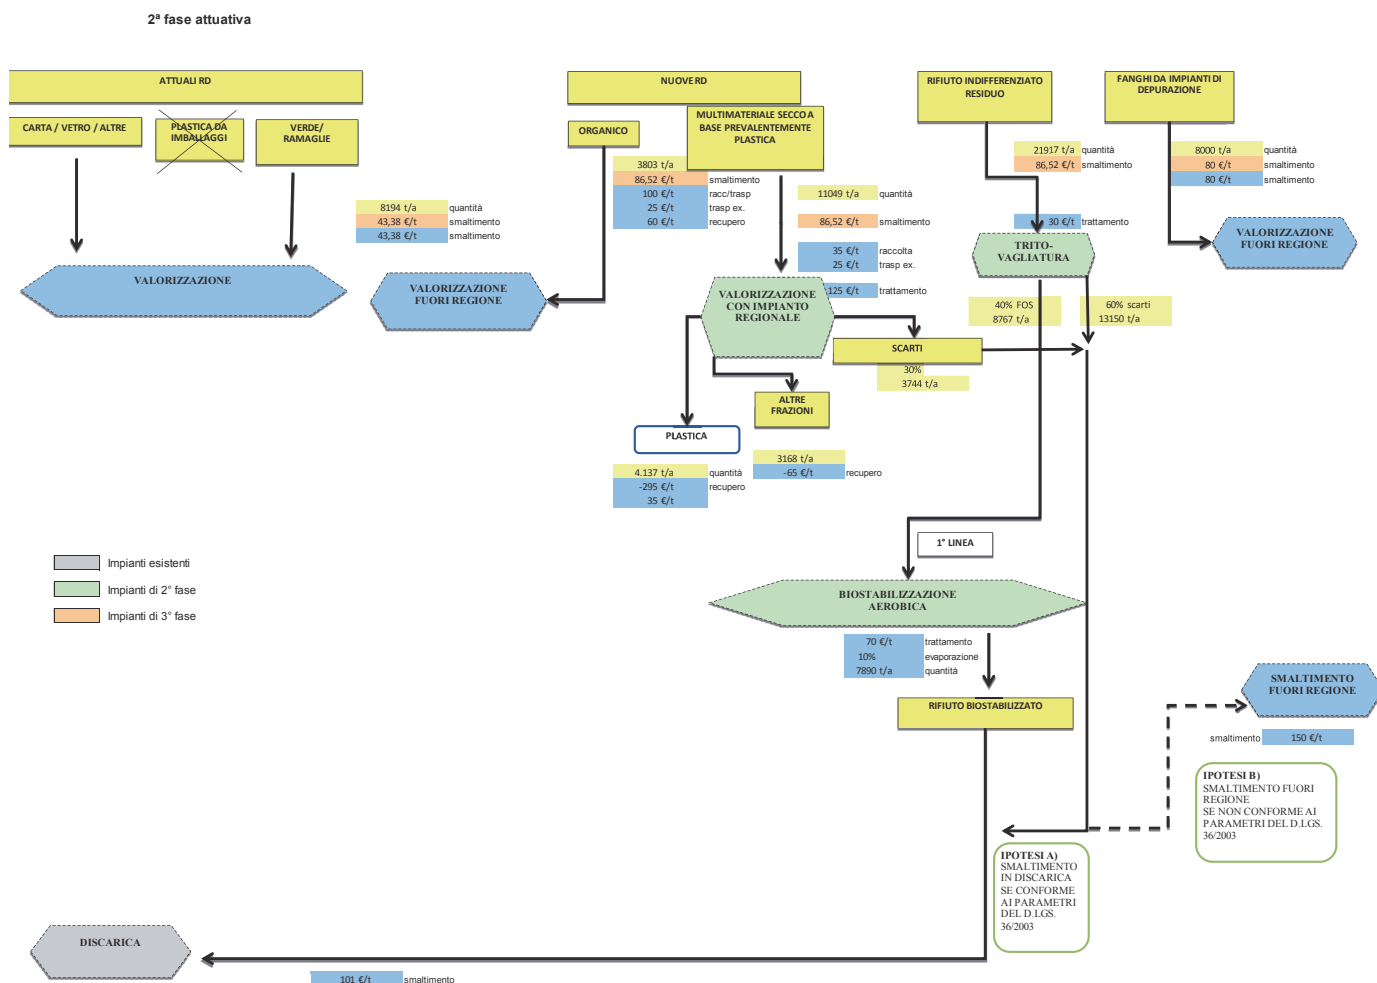 2ª fase attuativa
ATTUALI RD
NUOVE RD
RIFIUTO INDIFFERENZIATO
RESIDUO
FANGHI DA IMPIANTI DI
DEPURAZIONE
CARTA / VETRO / ALTRE
PLASTICA DA
IMBALLAGGI
VERDE/
RAMAGLIE
ORGANICO
MULTIMATERIALE SECCO A
BASE PREVALENTEMENTE
PLASTICA
3803 t/a
86,52 €/t smaltimento
100 €/t racc/trasp
25 €/t trasp ex.
60 €/t recupero
11049 t/a quantità
86,52 €/t smaltimento
35 €/t raccolta
25 €/t trasp ex.
125 €/t trattamento
21917 t/a quantità
86,52 €/t smaltimento
30 €/t trattamento
8000 t/a quantità
80 €/t smaltimento
80 €/t smaltimento
8194 t/a quantità
43,38 €/t smaltimento
43,38 €/t smaltimento
VALORIZZAZIONE
VALORIZZAZIONE
FUORI REGIONE
VALORIZZAZIONE
CON IMPIANTO
REGIONALE
TRITO-
VAGLIATURA
VALORIZZAZIONE
FUORI REGIONE
40% FOS
8767 t/a
60% scarti
13150 t/a
SCARTI
30%
3744 t/a
ALTRE
FRAZIONI
PLASTICA
3168 t/a
-65 €/t recupero
4.137 t/a quantità
-295 €/t recupero
35 €/t
1° LINEA
Impianti esistenti
Impianti di 2° fase
Impianti di 3° fase
BIOSTABILIZZAZIONE
AEROBICA
70 €/t trattamento
10% evaporazione
7890 t/a quantità
RIFIUTO BIOSTABILIZZATO
SMALTIMENTO
FUORI REGIONE
smaltimento 150 €/t
IPOTESI B)
SMALTIMENTO FUORI
REGIONE
SE NON CONFORME AI
PARAMETRI DEL D.LGS.
36/2003
IPOTESI A)
SMALTIMENTO
IN DISCARICA
SE CONFORME
AI PARAMETRI
DEL D.LGS.
36/2003
DISCARICA
101 €/t smaltimento